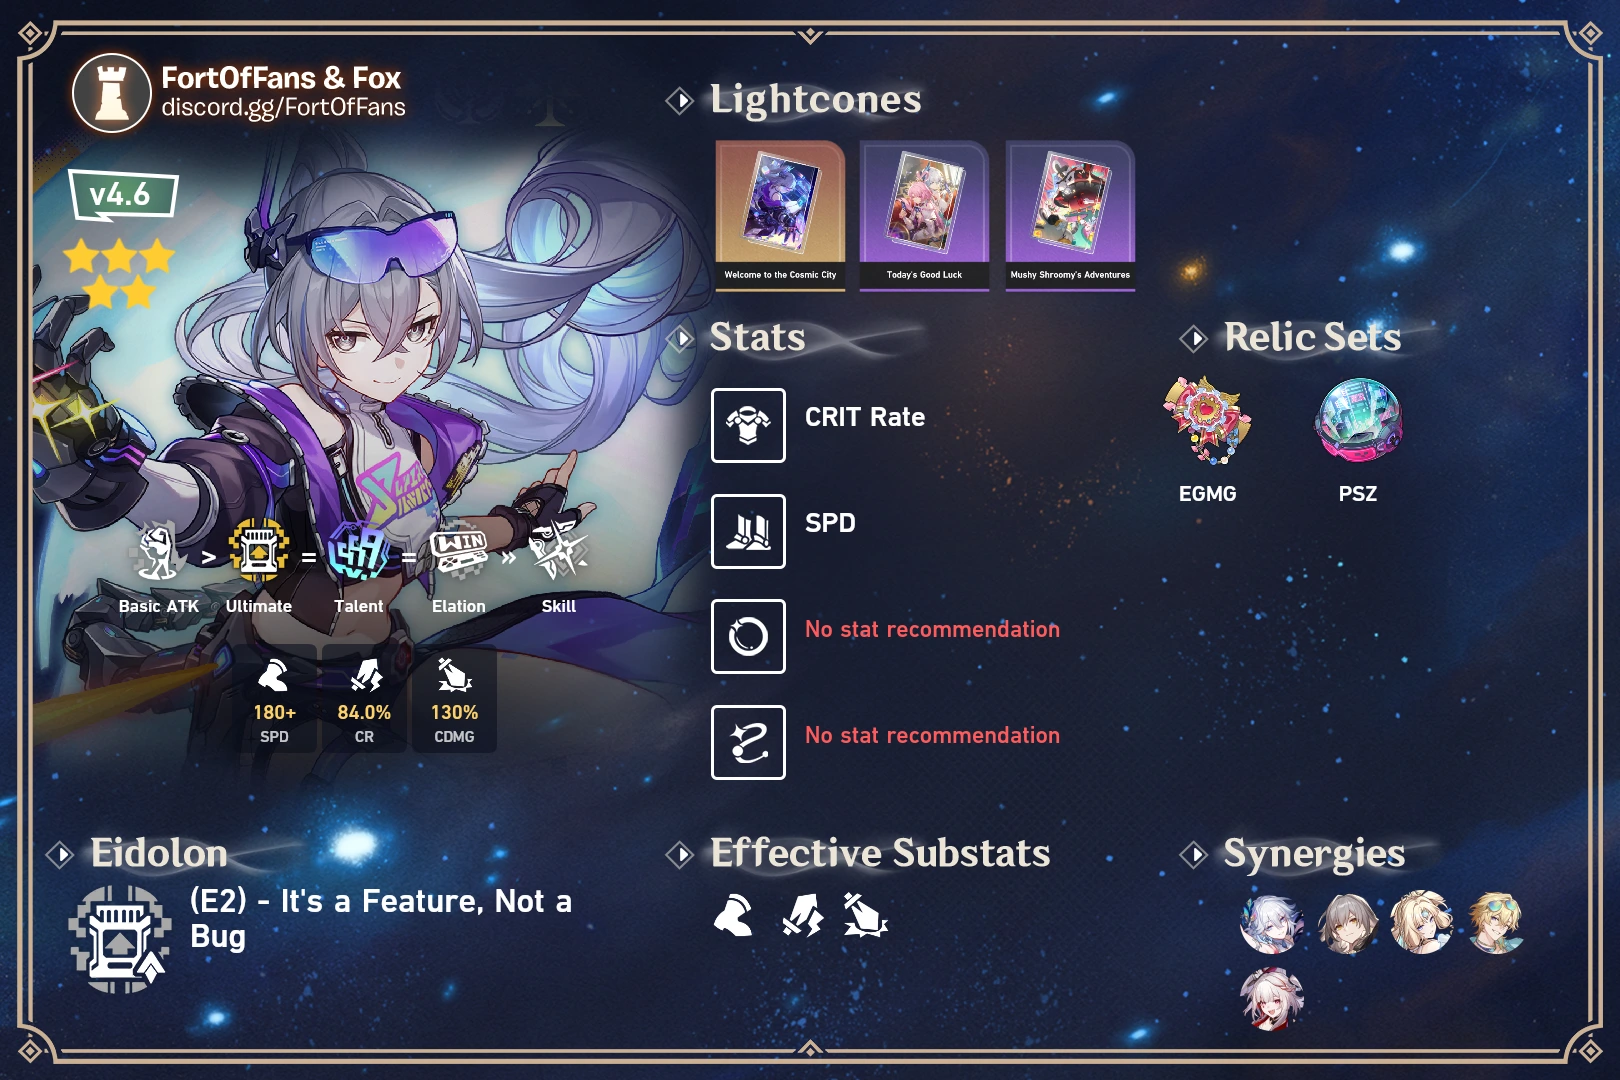 FortOfFans & Fox
discord.gg/FortOfFans
v4.6
Basic ATK
>
Ultimate
=
Talent
=
WIN
Elation
»
Skill
180+
SPD
84.0%
CR
130%
CDMG
Eidolon
(E2) - It's a Feature, Not a
Bug
Lightcones
Welcome to the Cosmic City
Today's Good Luck
Mushy Shroomy's Adventures
Stats
CRIT Rate
SPD
No stat recommendation
No stat recommendation
Relic Sets
EGMG
PSZ
Effective Substats
Synergies